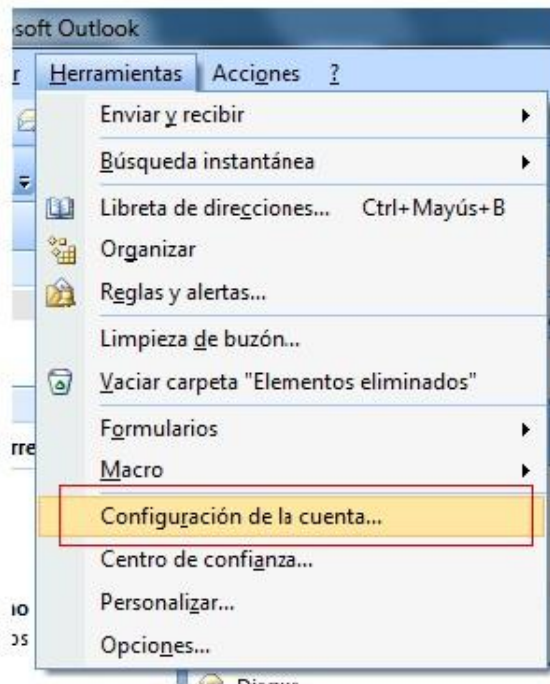 soft Outlook
Herramientas Acciones ?
Enviar y recibir
Búsqueda instantánea
Libreta de direcciones... Ctrl+Mayús+B
Organizar
Reglas y alertas...
Limpieza de buzón...
Vaciar carpeta "Elementos eliminados"
Formularios
rre
Macro
Configuración de la cuenta...
Centro de confianza...
Personalizar...
Opciones...